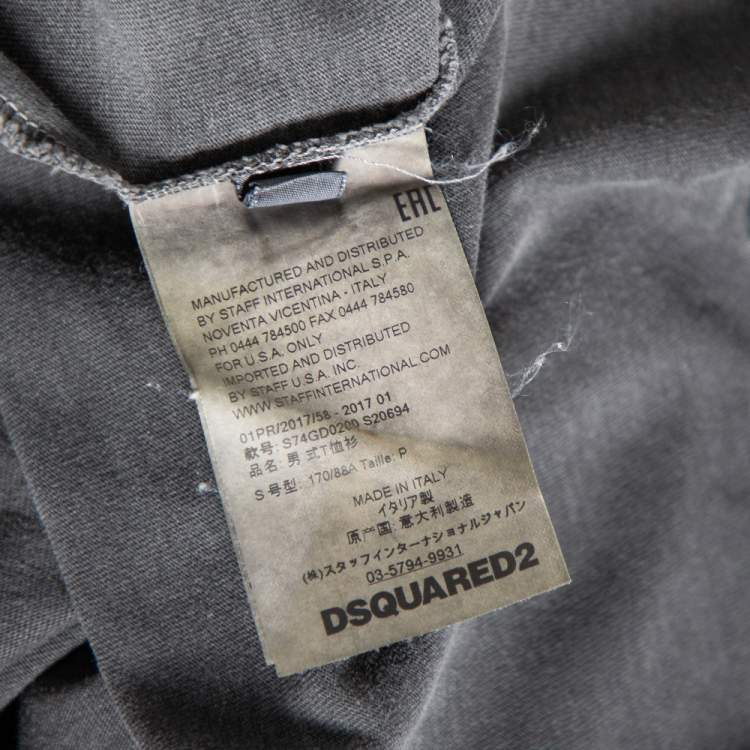 EAC
MANUFACTURED AND DISTRIBUTED
BY STAFF INTERNATIONAL S.P.A.
NOVENTA VICENTINA - ITALY
PH 0444 784500 FAX 0444 784580
FOR U.S.A. ONLY
IMPORTED AND DISTRIBUTED
BY STAFF U.S.A. INC.
WWW.STAFFINTERNATIONAL.COM
01PR/2017/58 - 2017 01
款号: S74GD0200 S20694
品名: 男 式T恤衫
S 号型: 170/88A Taille: P
MADE IN ITALY
イタリア製
原产国: 意大利製造
(株)スタッフインターナショナルジャパン
03-5794-9931
DSQUARED2